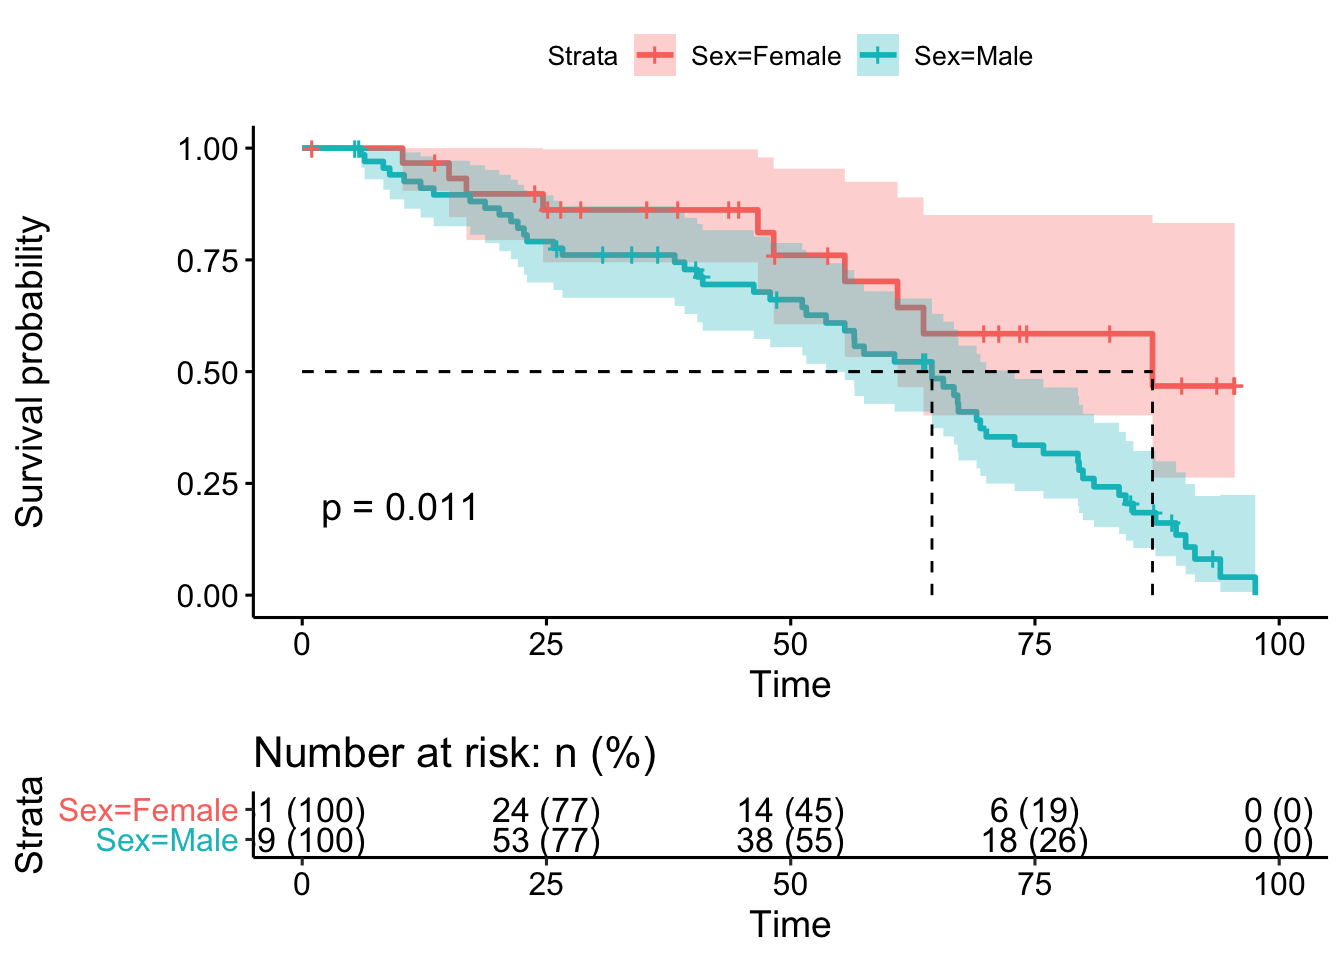 Strata Sex=Female Sex=Male
Survival probability
1.00
0.75
0.50
0.25
0.00
p = 0.011
0 25 50 75 100
Time
Number at risk: n (%)
Strata
Sex=Female 1 (100) 24 (77) 14 (45) 6 (19) 0 (0)
Sex=Male 9 (100) 53 (77) 38 (55) 18 (26) 0 (0)
0 25 50 75 100
Time